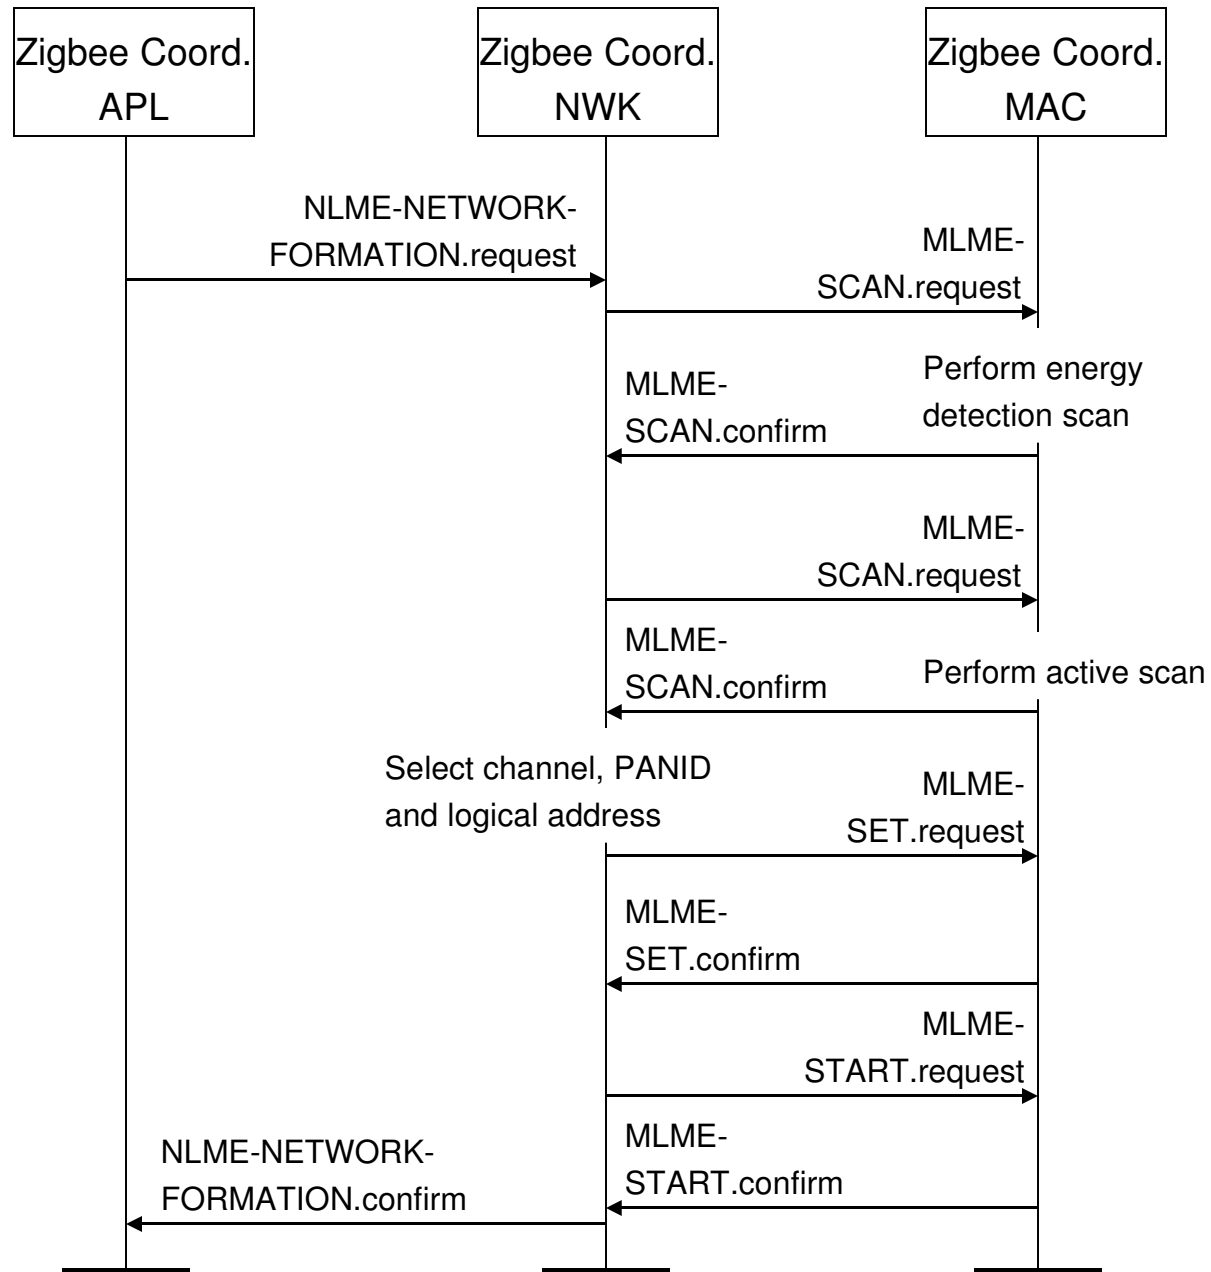 Zigbee Coord.
APL
Zigbee Coord.
NWK
Zigbee Coord.
MAC
NLME-NETWORK-
FORMATION.request
MLME-
SCAN.request
Perform energy
detection scan
MLME-
SCAN.confirm
MLME-
SCAN.request
MLME-
SCAN.confirm
Perform active scan
Select channel, PANID
and logical address
MLME-
SET.request
MLME-
SET.confirm
MLME-
START.request
MLME-
START.confirm
NLME-NETWORK-
FORMATION.confirm